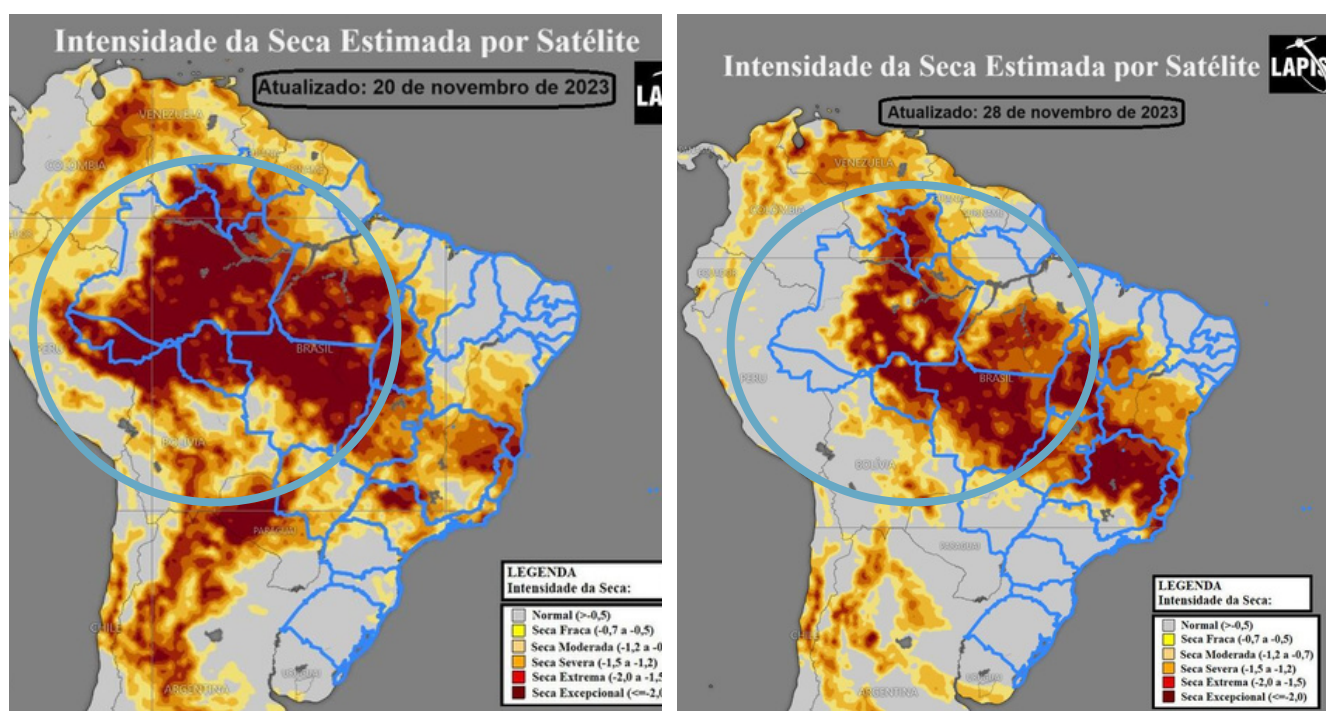 Intensidade da Seca Estimada por Satélite
Atualizado: 20 de novembro de 2023
LA
VENEZUELA
COLOMBIA
PERU
BRASIL
BOLIVIA
PARAGUAI
CHILE
ARGENTINA
LEGENDA
Intensidade da Seca:
Normal (>-0,5)
Seca Fraca (-0,7 a -0,5)
Seca Moderada (-1,2 a -0
Seca Severa (-1,5 a -1,2)
Seca Extrema (-2,0 a -1,5
Seca Excepcional (<=-2,0
Intensidade da Seca Estimada por Satélite
LAPIS
Atualizado: 28 de novembro de 2023
VENEZUELA
COLOMBIA
SURINAME
PERU
BRASIL
BOLÍVIA
PARAGUAI
CHILE
ARGENTINA
LEGENDA
Intensidade da Seca:
Normal (>-0,5)
Seca Fraca (-0,7 a -0,5)
Seca Moderada (-1,2 a -0,7)
Seca Severa (-1,5 a -1,2)
Seca Extrema (-2,0 a -1,5)
Seca Excepcional (<=-2,0)